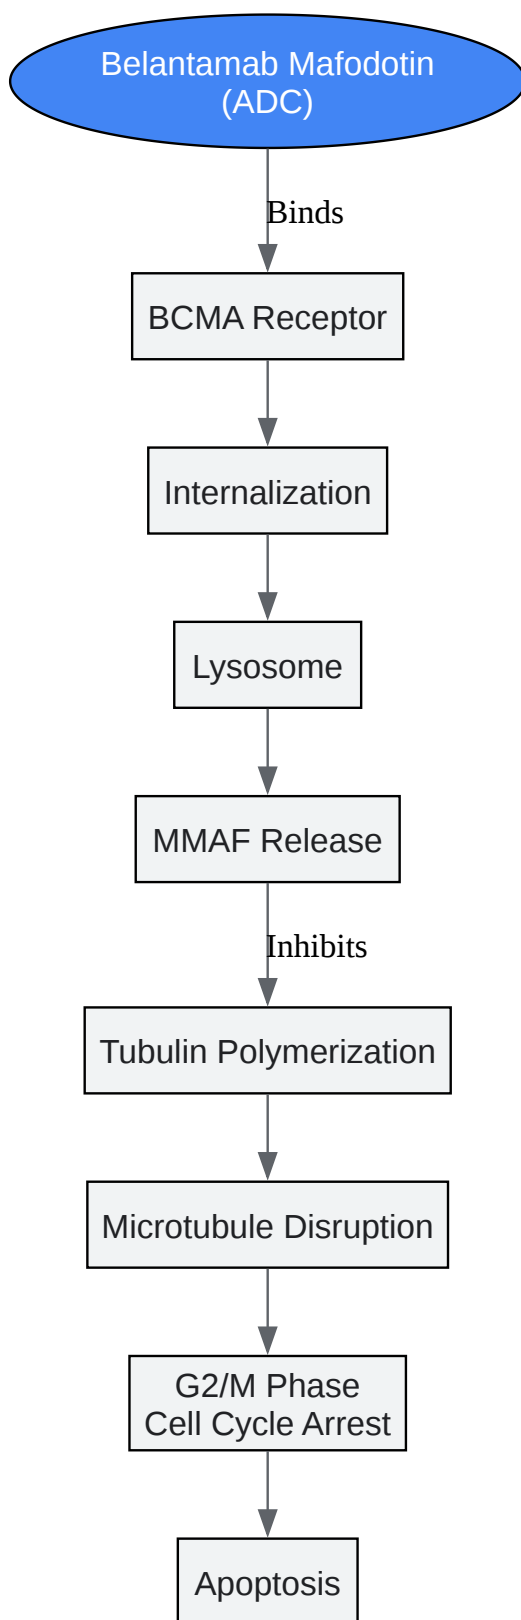 Belantamab Mafodotin
(ADC)
Binds
BCMA Receptor
Internalization
Lysosome
MMAF Release
Inhibits
Tubulin Polymerization
Microtubule Disruption
G2/M Phase
Cell Cycle Arrest
Apoptosis